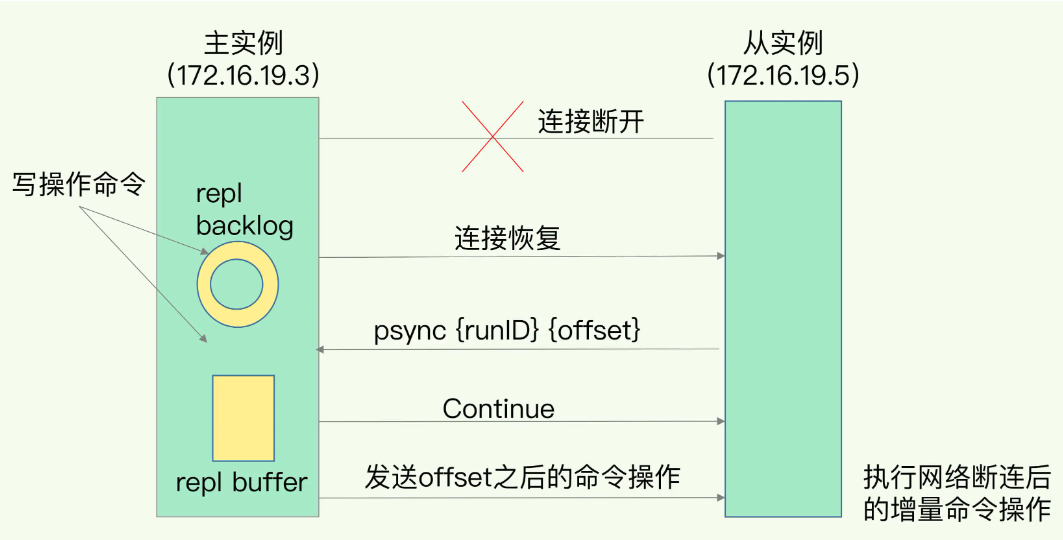 主实例
(172.16.19.3)
从实例
(172.16.19.5)
连接断开
写操作命令
repl
backlog
连接恢复
psync {runID} {offset}
Continue
repl buffer
发送offset之后的命令操作
执行网络断连后
的增量命令操作